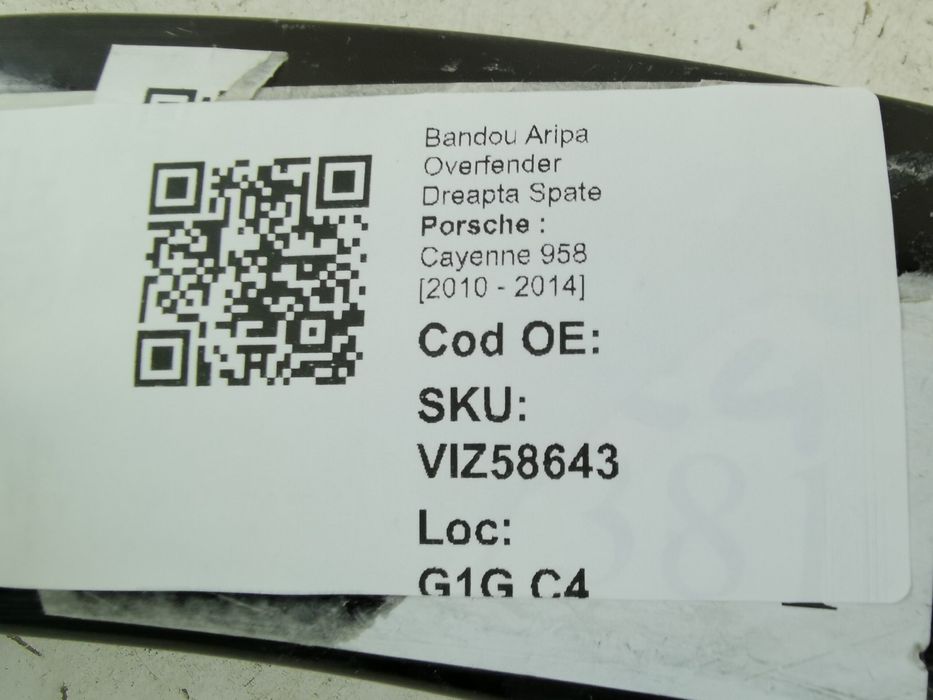 Bandou Aripa
Overfender
Dreapta Spate
Porsche :
Cayenne 958
[2010 - 2014]
Cod OE:
SKU:
VIZ58643
Loc:
G1G C4